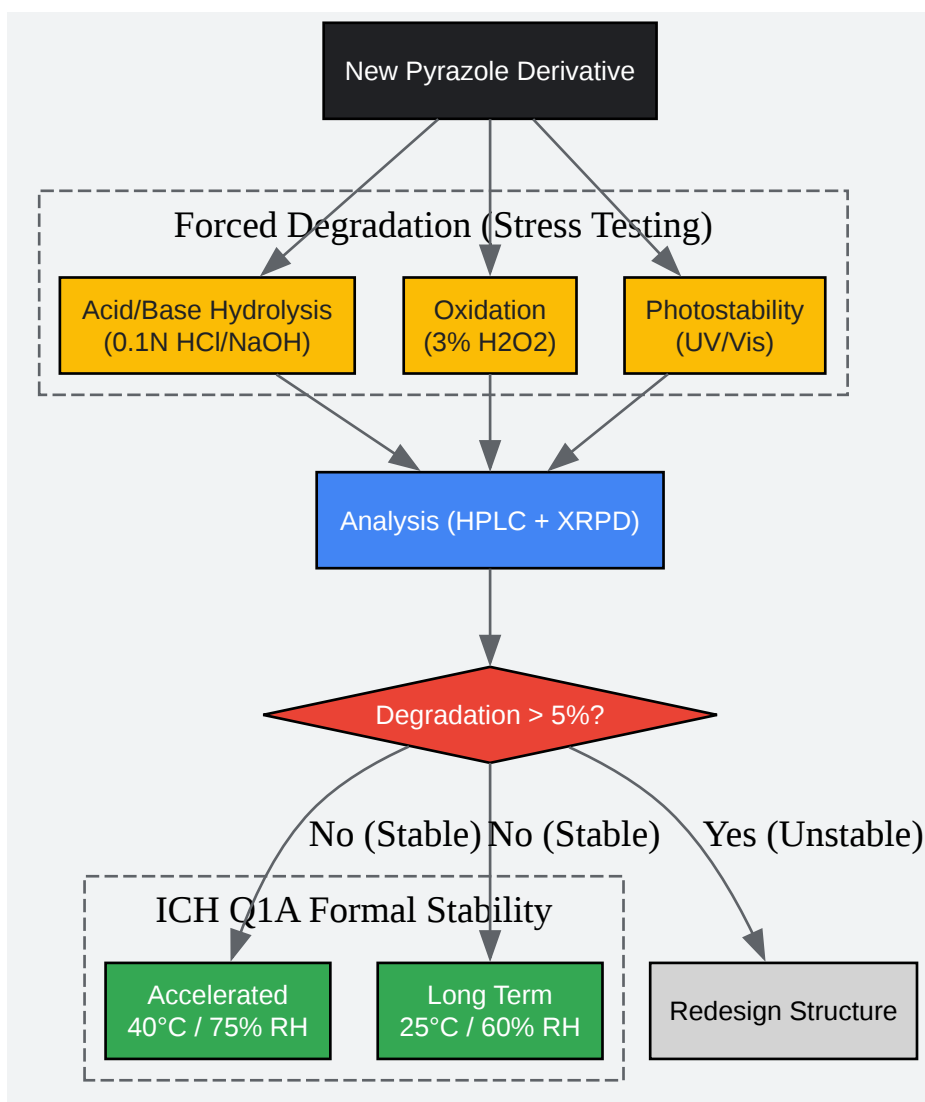 New Pyrazole Derivative
Forced Degradation (Stress Testing)
Acid/Base Hydrolysis
(0.1N HCl/NaOH)
Oxidation
(3% H2O2)
Photostability
(UV/Vis)
Analysis (HPLC + XRPD)
Degradation > 5%?
No (Stable)
No (Stable)
Yes (Unstable)
ICH Q1A Formal Stability
Accelerated
40°C / 75% RH
Long Term
25°C / 60% RH
Redesign Structure